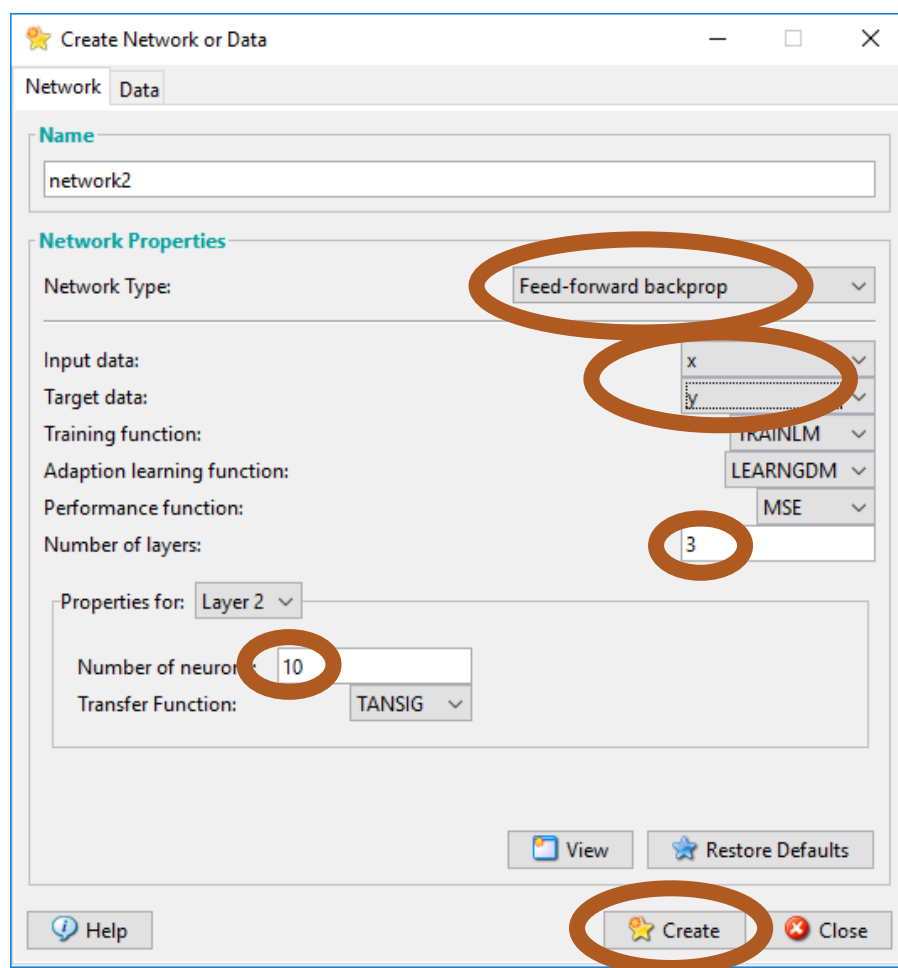 Create Network or Data
Network Data
Name
network2
Network Properties
Network Type: Feed-forward backprop
Input data: x
Target data: y
Training function: TRAINLM
Adaption learning function: LEARNGDM
Performance function: MSE
Number of layers: 3
Properties for: Layer 2
Number of neurons: 10
Transfer Function: TANSIG
View Restore Defaults
Help Create Close